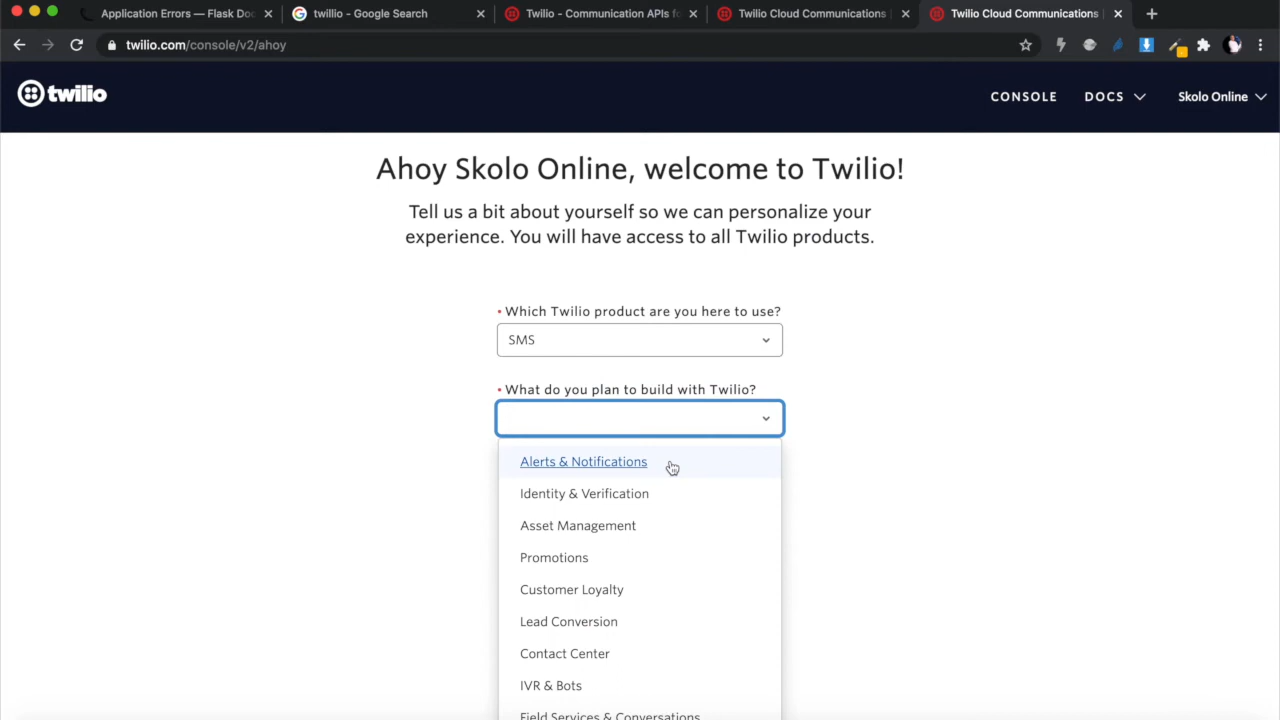 Application Errors — Flask Doc
twillio - Google Search
Twilio - Communication APIs fo
Twilio Cloud Communications
Twilio Cloud Communications
twilio.com/console/v2/ahoy
twilio
CONSOLE
DOCS
Skolo Online
Ahoy Skolo Online, welcome to Twilio!
Tell us a bit about yourself so we can personalize your
experience. You will have access to all Twilio products.
• Which Twilio product are you here to use?
SMS
• What do you plan to build with Twilio?
Alerts & Notifications
Identity & Verification
Asset Management
Promotions
Customer Loyalty
Lead Conversion
Contact Center
IVR & Bots
Field Services & Conversations